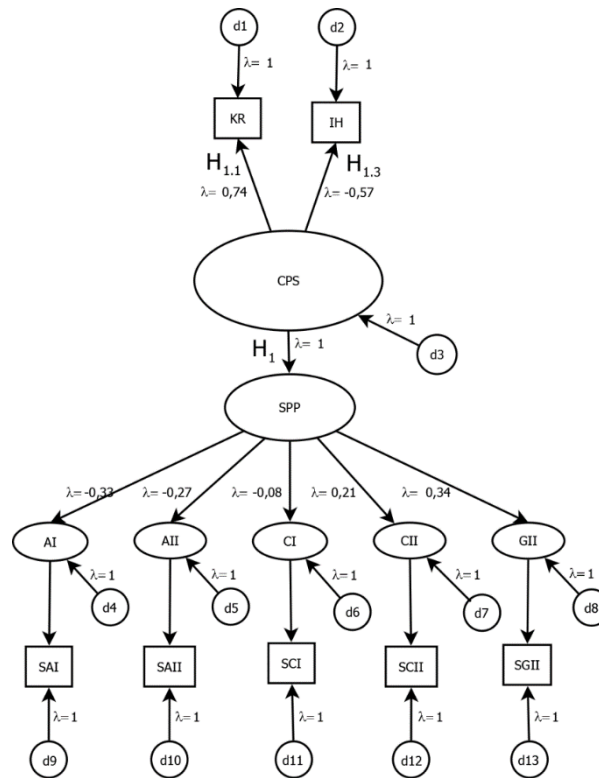 d1
d2
λ= 1
λ= 1
KR
IH
H1.1
H1.3
λ= 0,74
λ= -0,57
CPS
λ= 1
H1
λ= 1
d3
SPP
λ= -0,33
λ= -0,27
λ= -0,08
λ= 0,21
λ= 0,34
AI
AII
CI
CII
GII
λ=1
λ=1
λ=1
λ=1
λ=1
d4
d5
d6
d7
d8
SAI
SAII
SCI
SCII
SGII
λ=1
λ=1
λ=1
λ=1
λ=1
d9
d10
d11
d12
d13